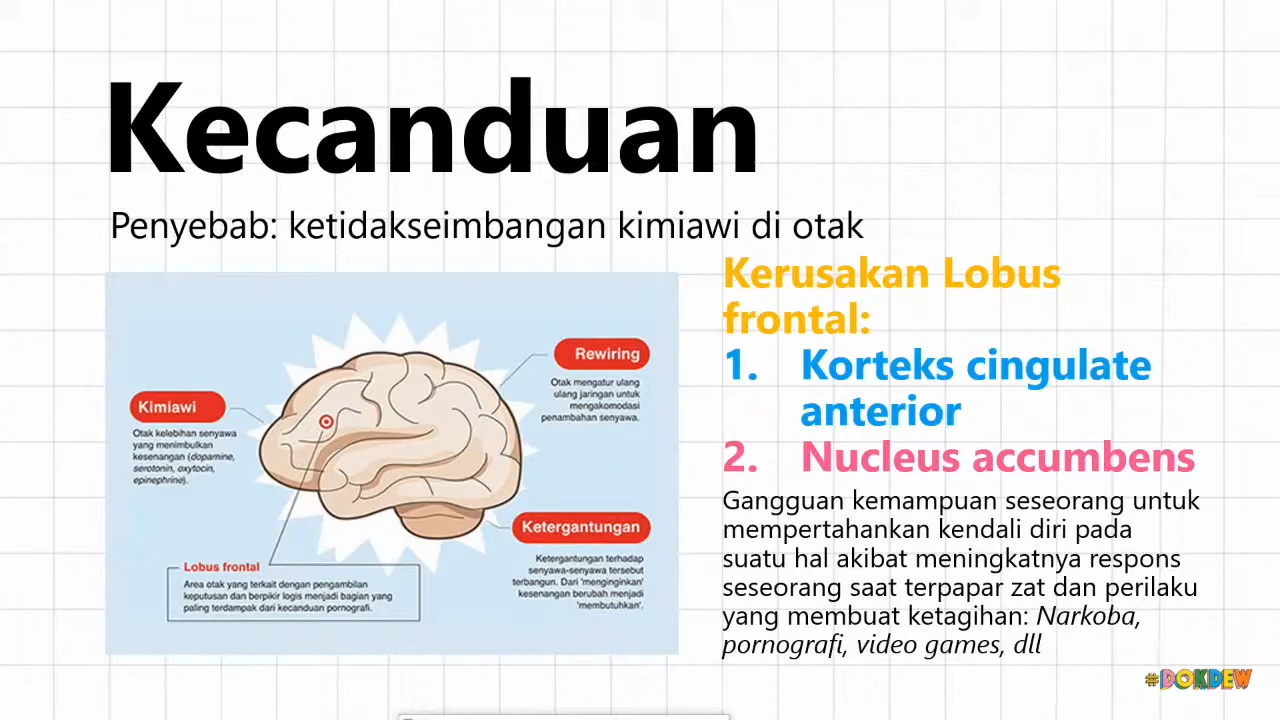 Kecanduan
Penyebab: ketidakseimbangan kimiawi di otak
Kimiawi
Otak kelebihan senyawa
yang menimbulkan
kesenangan (dopamine,
serotonin, oxytocin,
epinephrine).
Rewiring
Otak mengatur ulang
ulang jaringan untuk
mengakomodasi
penambahan senyawa.
Ketergantungan
Ketergantungan terhadap
senyawa-senyawa tersebut
terbangun. Dari 'menginginkan'
kesenangan berubah menjadi
'membutuhkan'.
Lobus frontal
Area otak yang terkait dengan pengambilan
keputusan dan berpikir logis menjadi bagian yang
paling terdampak dari kecanduan pornografi.
Kerusakan Lobus
frontal:
1. Korteks cingulate
anterior
2. Nucleus accumbens
Gangguan kemampuan seseorang untuk
mempertahankan kendali diri pada
suatu hal akibat meningkatnya respons
seseorang saat terpapar zat dan perilaku
yang membuat ketagihan: Narkoba,
pornografi, video games, dll
#DOKDEW